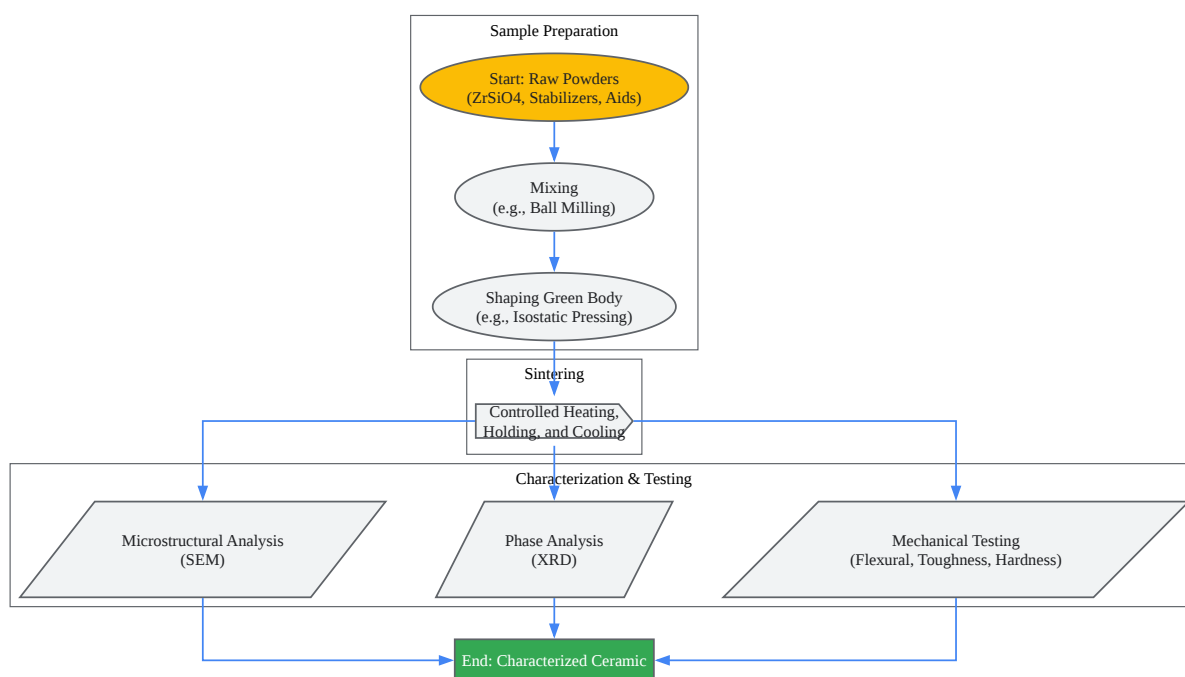 Sample Preparation
Start: Raw Powders
(ZrSiO4, Stabilizers, Aids)
Mixing
(e.g., Ball Milling)
Shaping Green Body
(e.g., Isostatic Pressing)
Sintering
Controlled Heating,
Holding, and Cooling
Characterization & Testing
Microstructural Analysis
(SEM)
Phase Analysis
(XRD)
Mechanical Testing
(Flexural, Toughness, Hardness)
End: Characterized Ceramic